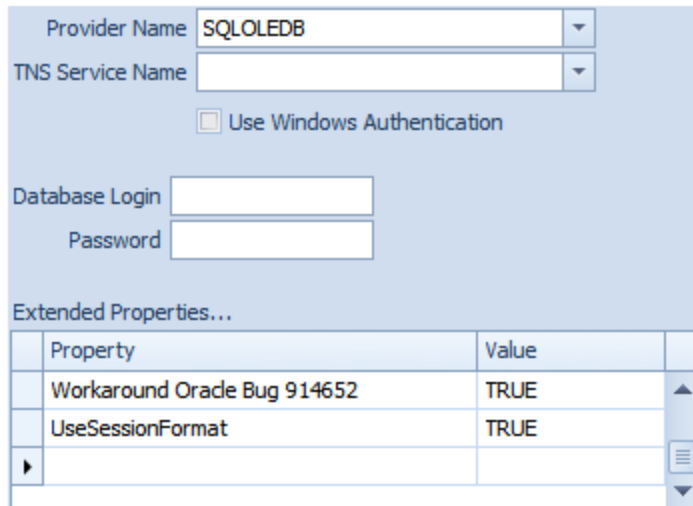 Provider Name SQLOLEDB
TNS Service Name
Use Windows Authentication
Database Login
Password
Extended Properties...
Property Value
Workaround Oracle Bug 914652 TRUE
UseSessionFormat TRUE